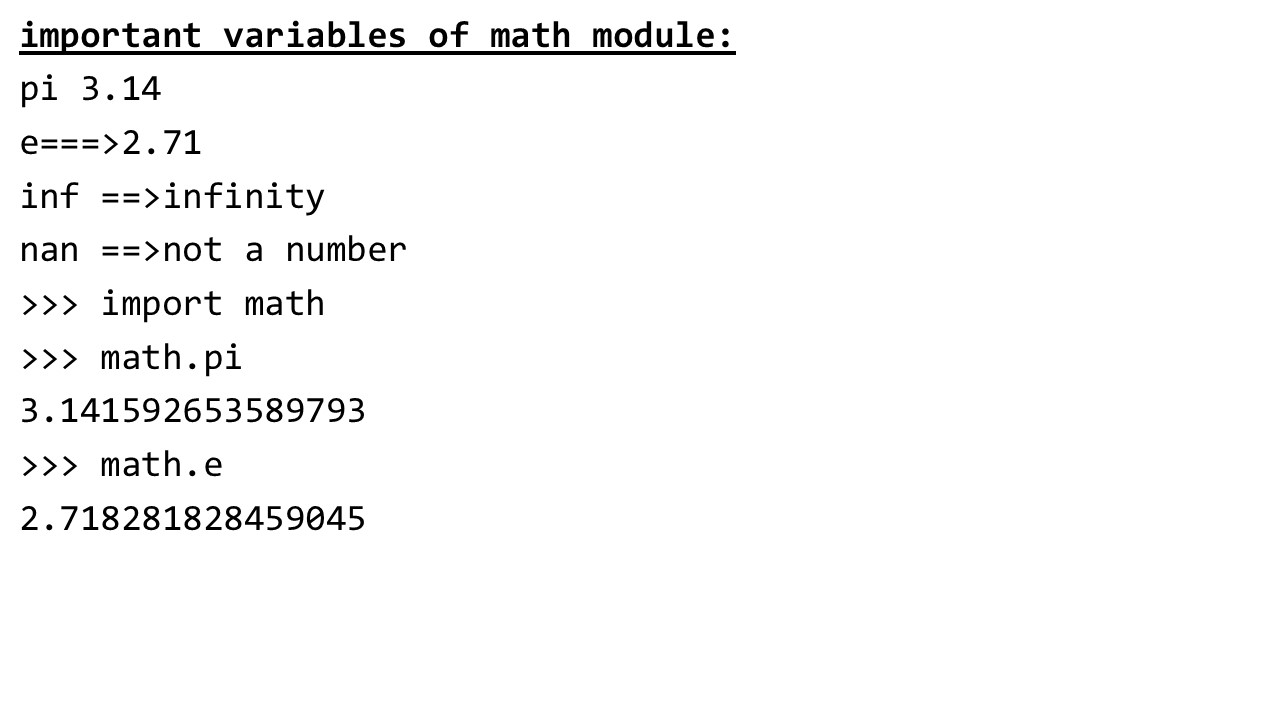 important variables of math module:
pi 3.14
e===>2.71
inf ==>infinity
nan ==>not a number
>>> import math
>>> math.pi
3.141592653589793
>>> math.e
2.718281828459045